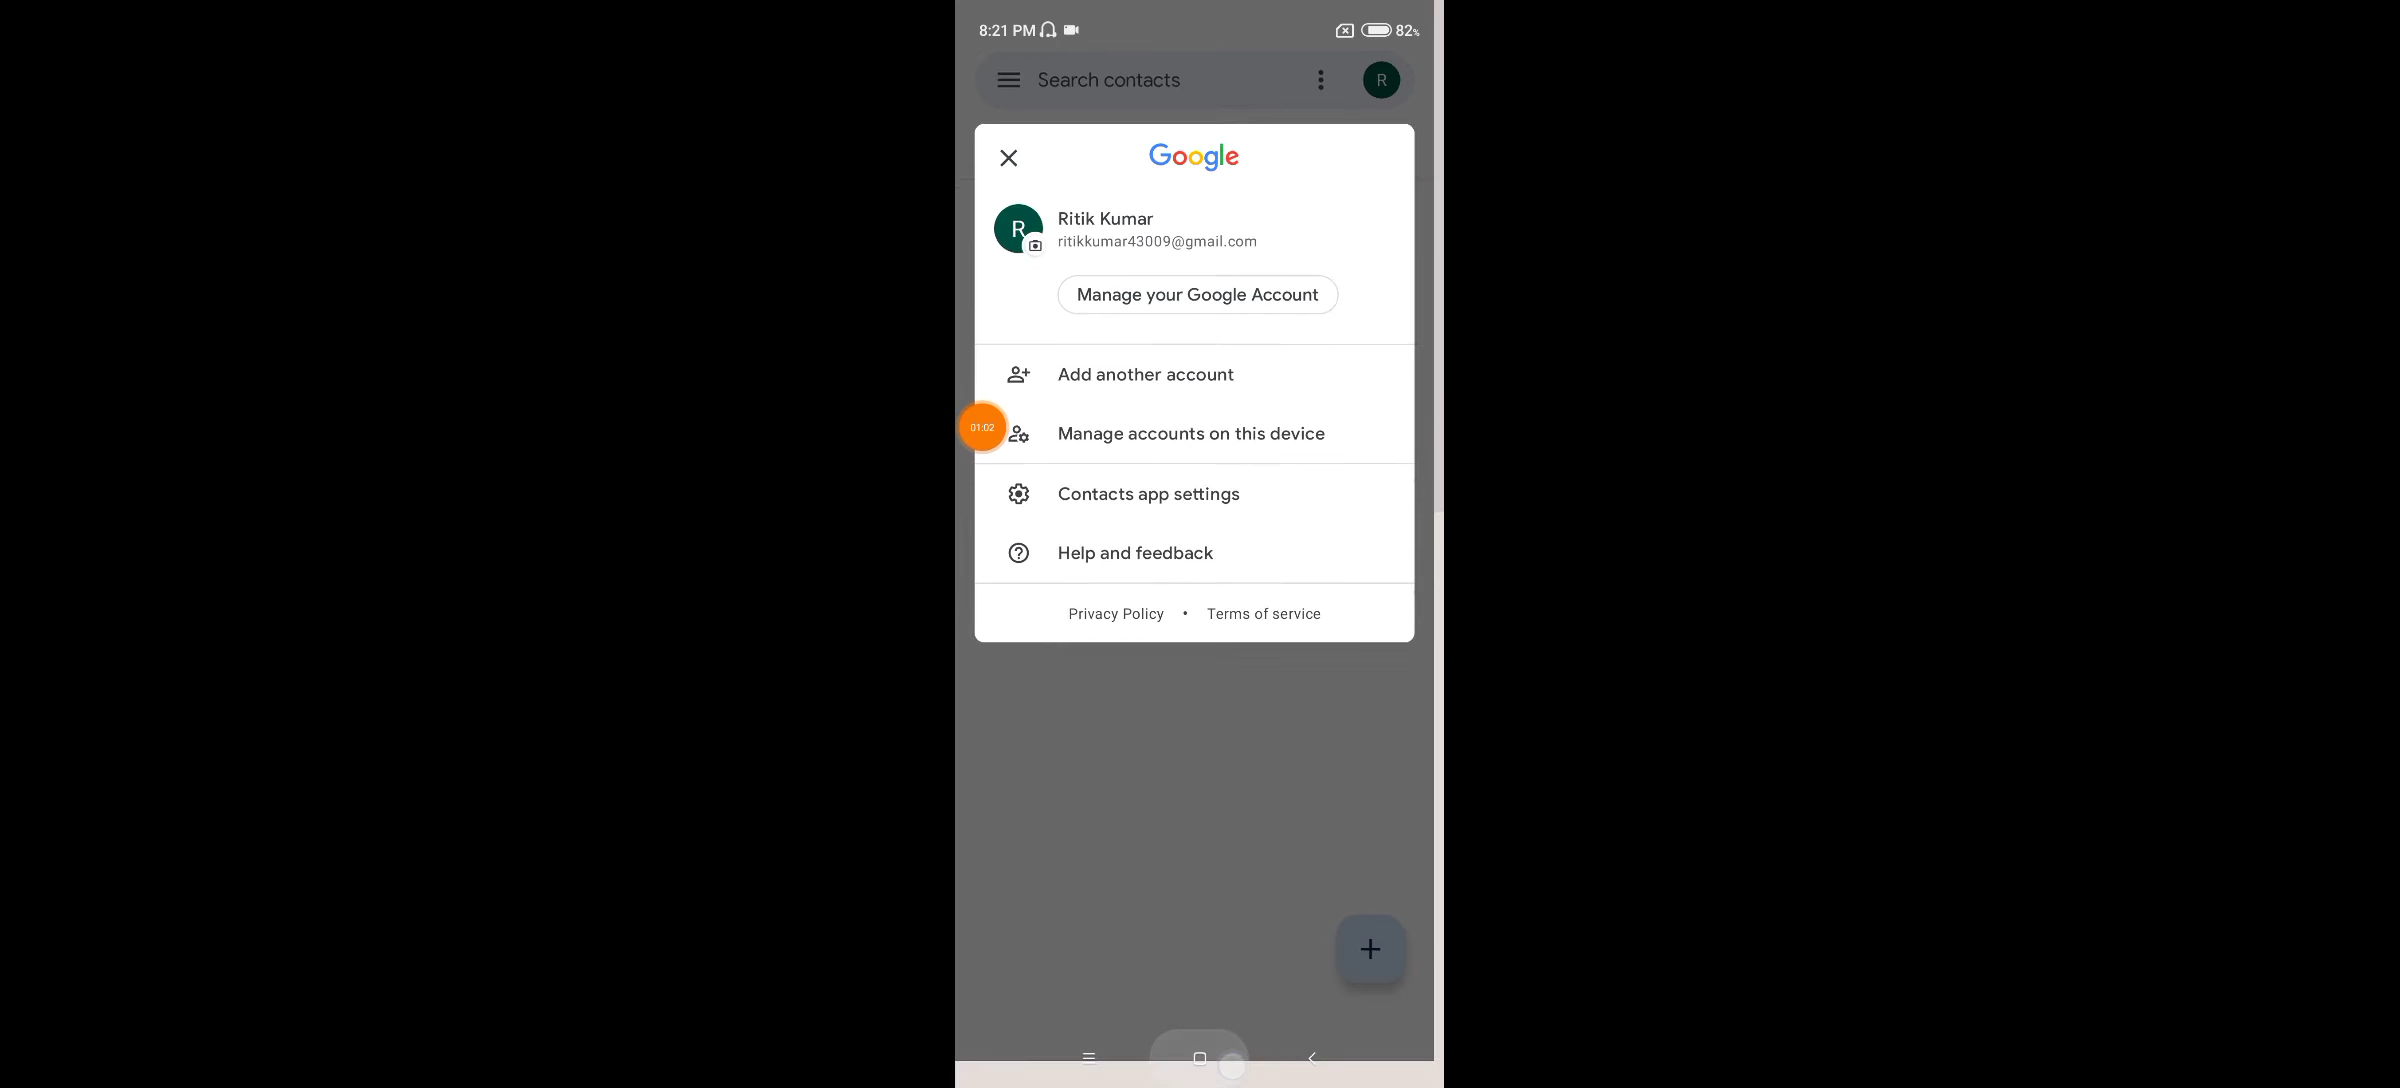 8:21 PM 82%
Search contacts R
Google
R Ritik Kumar
ritikkumar43009@gmail.com
Manage your Google Account
Add another account
01:02
Manage accounts on this device
Contacts app settings
Help and feedback
Privacy Policy • Terms of service